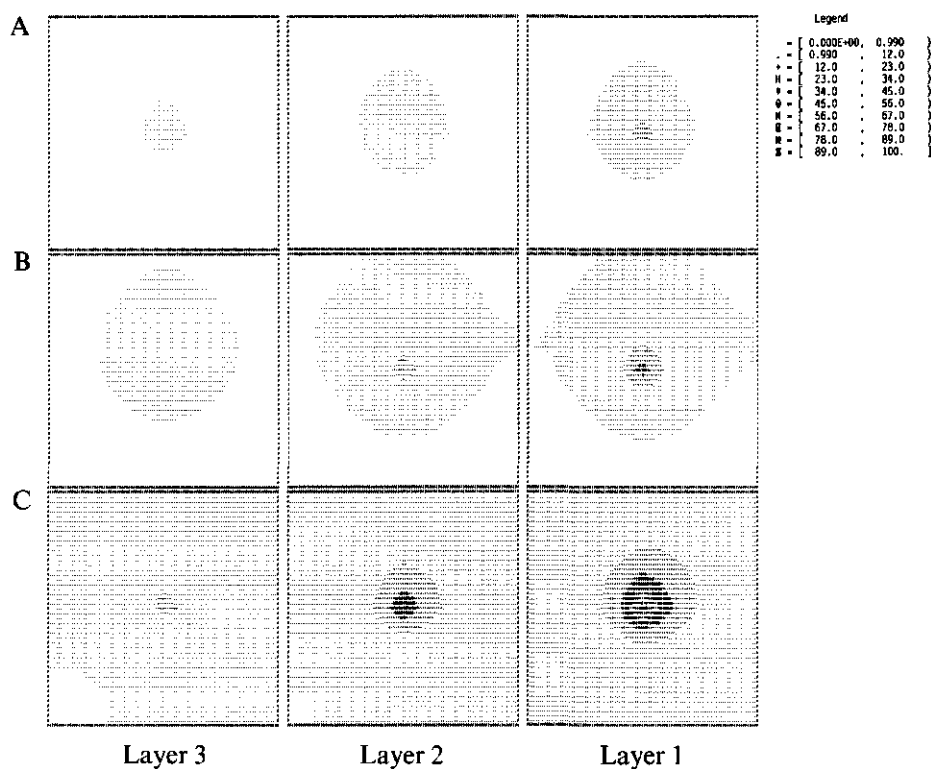 A
B
C
Legend
= [ 0.000E+00, 0.990 )
. = [ 0.990 , 12.0 )
+ = [ 12.0 , 23.0 )
= [ 23.0 , 34.0 )
= [ 34.0 , 45.0 )
= [ 45.0 , 56.0 )
= [ 56.0 , 67.0 )
= [ 67.0 , 78.0 )
= [ 78.0 , 89.0 )
= [ 89.0 , 100. ]
Layer 3 Layer 2 Layer 1